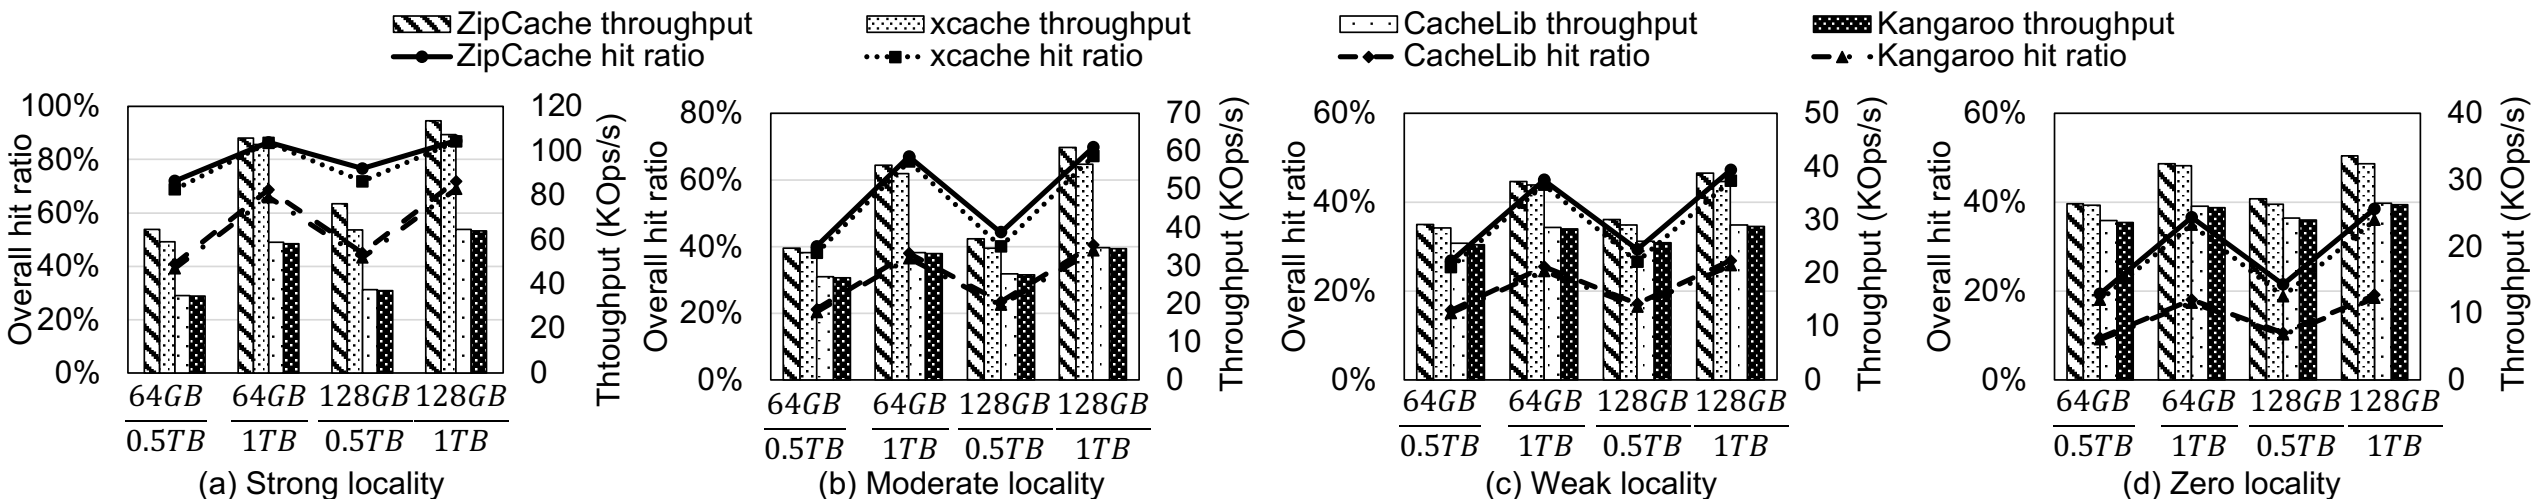 ZipCache throughput xcache throughput CacheLib throughput Kangaroo throughput
ZipCache hit ratio xcache hit ratio CacheLib hit ratio Kangaroo hit ratio
Overall hit ratio
100%
80%
60%
40%
20%
0%
120
100
80
60
40
20
0
Thtoughput (KOps/s)
64GB 64GB 128GB 128GB
0.5TB 1TB 0.5TB 1TB
(a) Strong locality
Overall hit ratio
80%
60%
40%
20%
0%
70
60
50
40
30
20
10
0
Throughput (KOps/s)
64GB 64GB 128GB 128GB
0.5TB 1TB 0.5TB 1TB
(b) Moderate locality
Overall hit ratio
60%
40%
20%
0%
50
40
30
20
10
0
Throughput (KOps/s)
64GB 64GB 128GB 128GB
0.5TB 1TB 0.5TB 1TB
(c) Weak locality
Overall hit ratio
60%
40%
20%
0%
40
30
20
10
0
Throughput (KOps/s)
64GB 64GB 128GB 128GB
0.5TB 1TB 0.5TB 1TB
(d) Zero locality